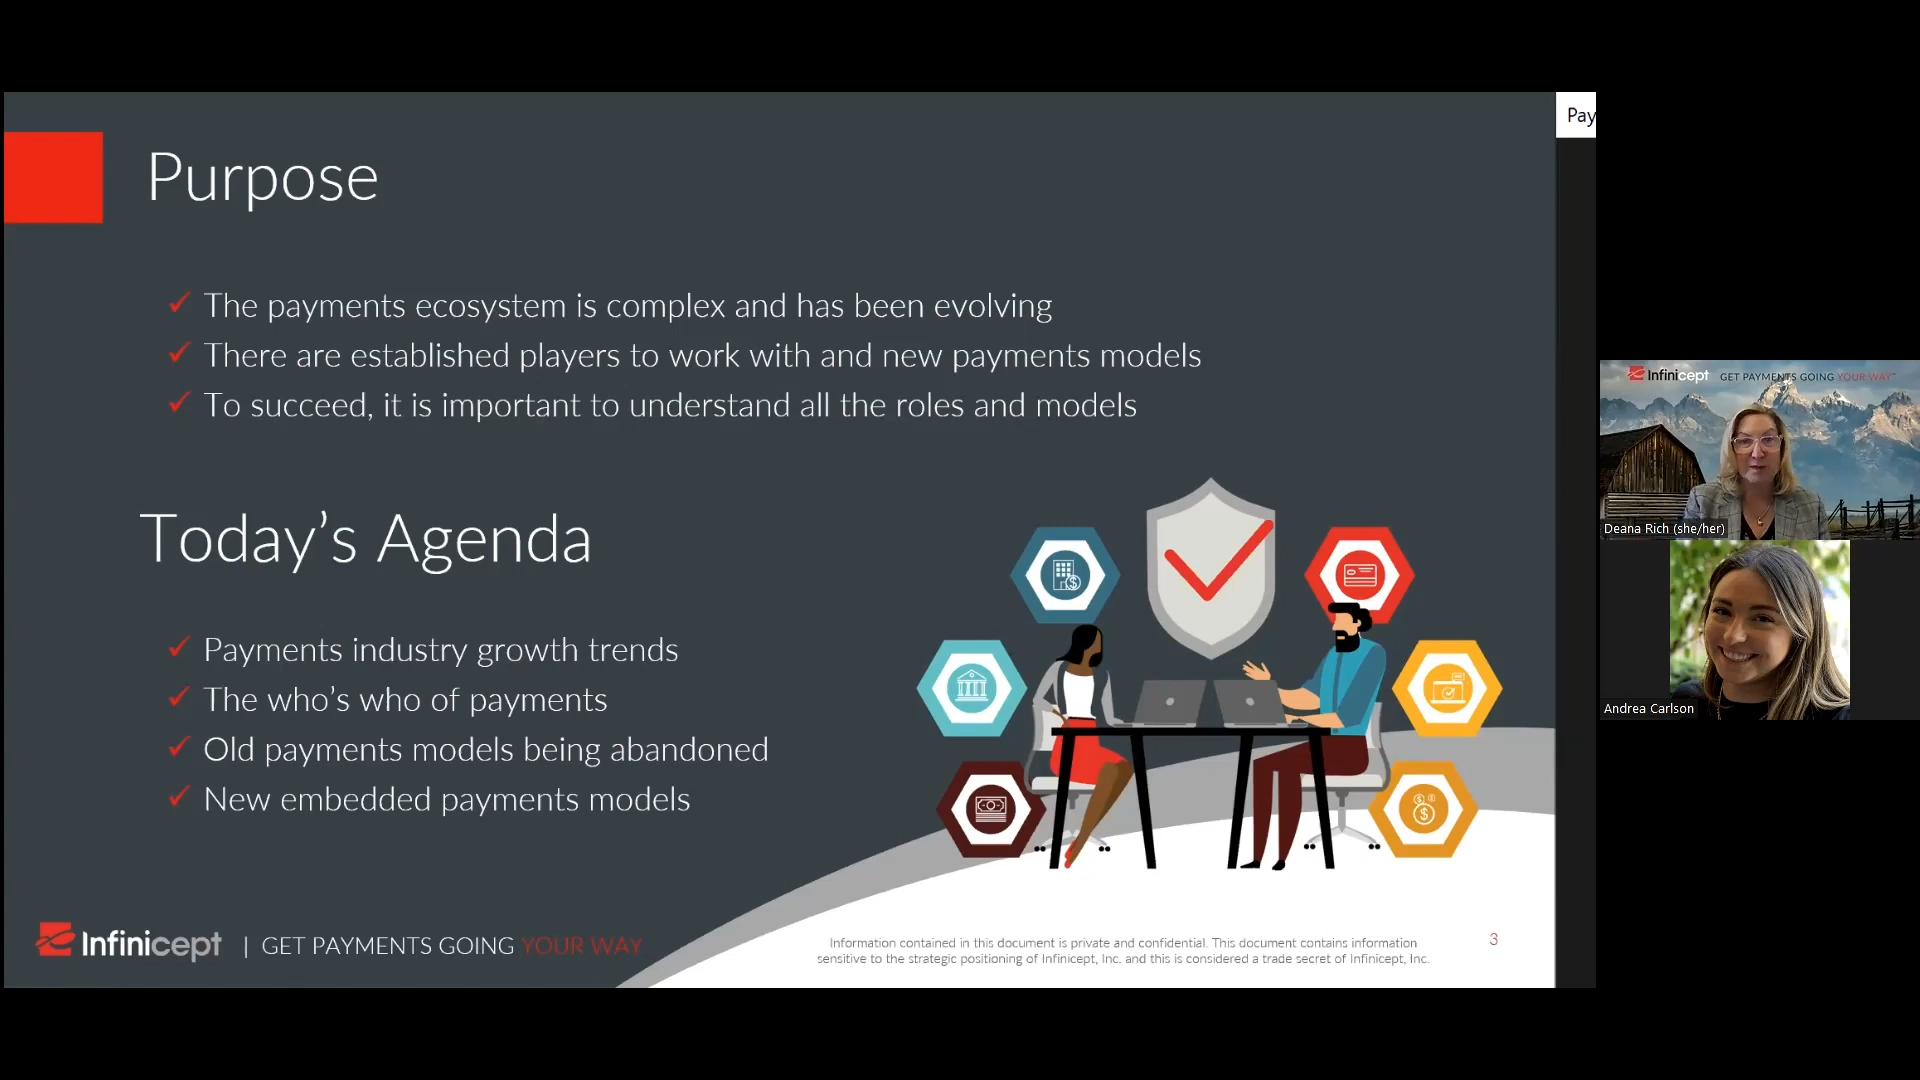 Purpose
The payments ecosystem is complex and has been evolving
There are established players to work with and new payments models
To succeed, it is important to understand all the roles and models
Today’s Agenda
Payments industry growth trends
The who’s who of payments
Old payments models being abandoned
New embedded payments models
Infinicept | GET PAYMENTS GOING YOUR WAY
Information contained in this document is private and confidential. This document contains information
sensitive to the strategic positioning of Infinicept, Inc. and this is considered a trade secret of Infinicept, Inc.
3
Pay
Infinicept GET PAYMENTS GOING YOUR WAY™
Deana Rich (she/her)
Andrea Carlson